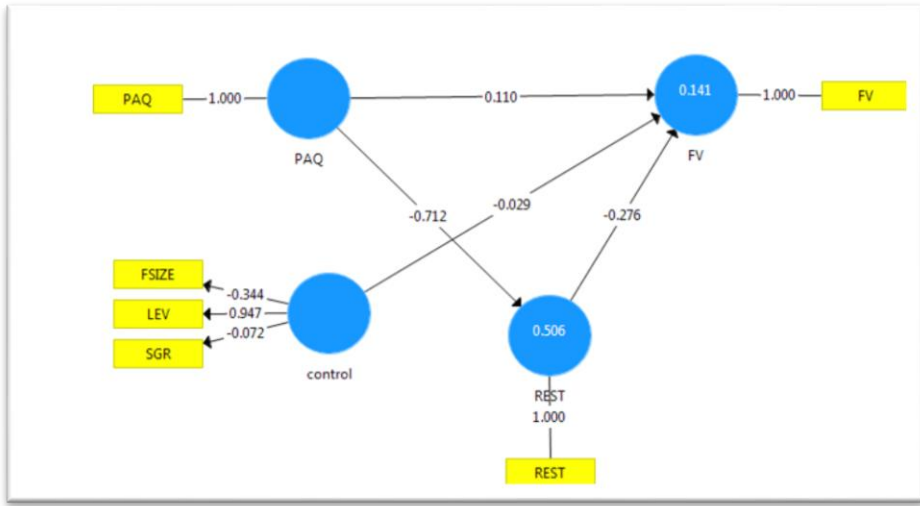 PAQ
1.000
PAQ
0.110
0.141
FV
1.000
FV
-0.712
-0.029
-0.276
FSIZE
LEV
SGR
-0.344
0.947
-0.072
control
0.506
REST
1.000
REST